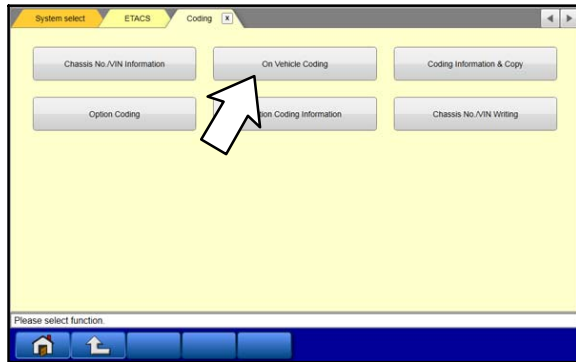 System select
ETACS
Coding
Chassis No./VIN Information
On Vehicle Coding
Coding Information & Copy
Option Coding
tion Coding Information
Chassis No./VIN Writing
Please select function.